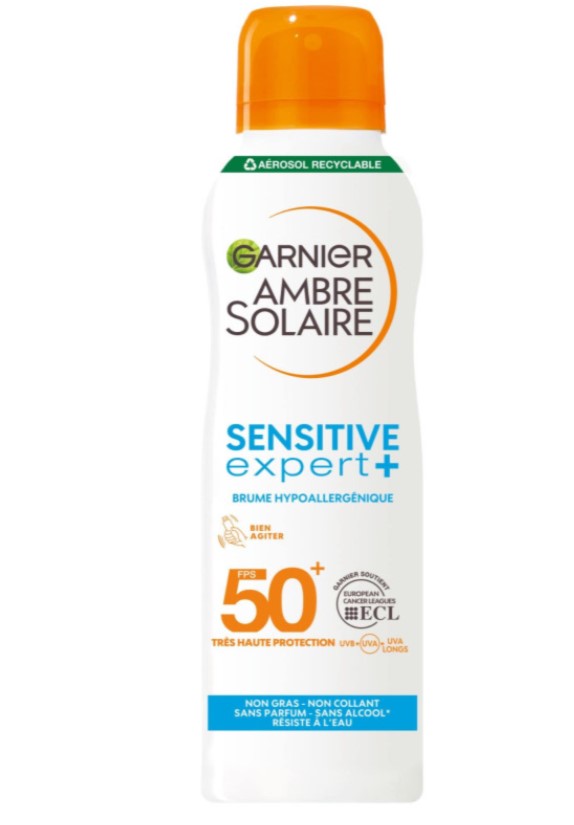 AÉROSOL RECYCLABLE
GARNIER
AMBRE
SOLAIRE
SENSITIVE
expert+
BRUME HYPOALLERGÉNIQUE
BIEN
AGITER
FPS
50+
GARNIER SOUTIENT
EUROPEAN
CANCER LEAGUES
ECL
TRÈS HAUTE PROTECTION UVB-UVA-UVA
LONGS
NON GRAS - NON COLLANT
SANS PARFUM - SANS ALCOOL*
RÉSISTE À L'EAU